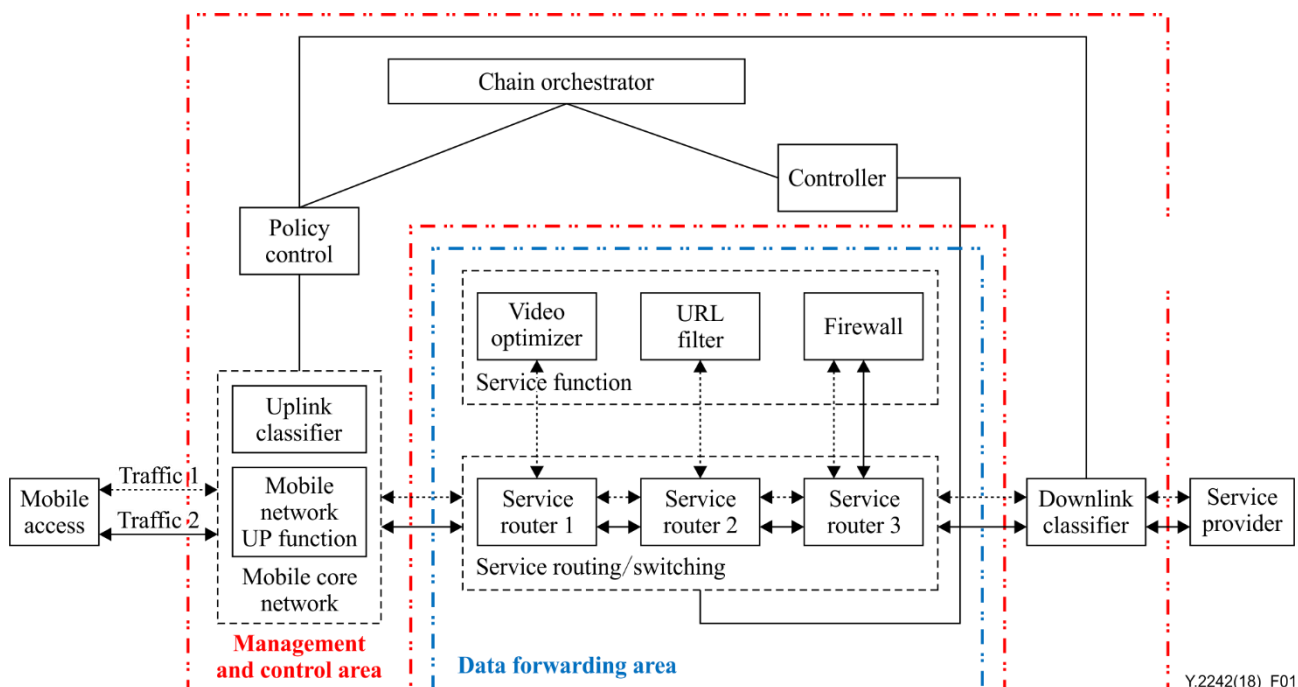 Chain orchestrator
Controller
Policy
control
Video
optimizer
URL
filter
Firewall
Service function
Uplink
classifier
Mobile
access
Traffic 1
Traffic 2
Mobile
network
UP function
Mobile core
network
Service
router 1
Service
router 2
Service
router 3
Service routing/switching
Downlink
classifier
Service
provider
Management
and control area
Data forwarding area
Y.2242(18)_F01